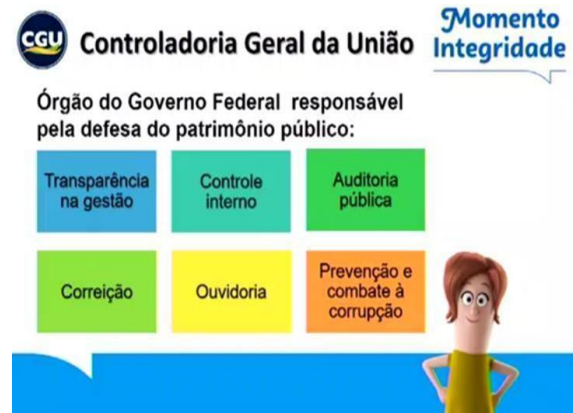 CGU
Controladoria Geral da União
Momento
Integridade
Órgão do Governo Federal responsável
pela defesa do patrimônio público:
Transparência
na gestão
Controle
interno
Auditoria
pública
Correição
Ouvidoria
Prevenção e
combate à
corrupção